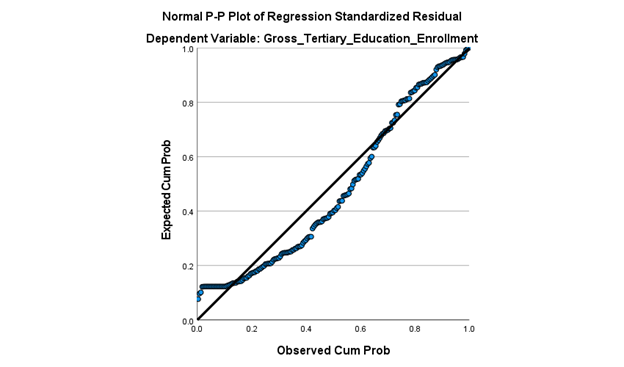 Normal P-P Plot of Regression Standardized Residual
Dependent Variable: Gross_Tertiary_Education_Enrollment
1.0
0.8
0.6
0.4
0.2
0.0
Expected Cum Prob
0.0 0.2 0.4 0.6 0.8 1.0
Observed Cum Prob